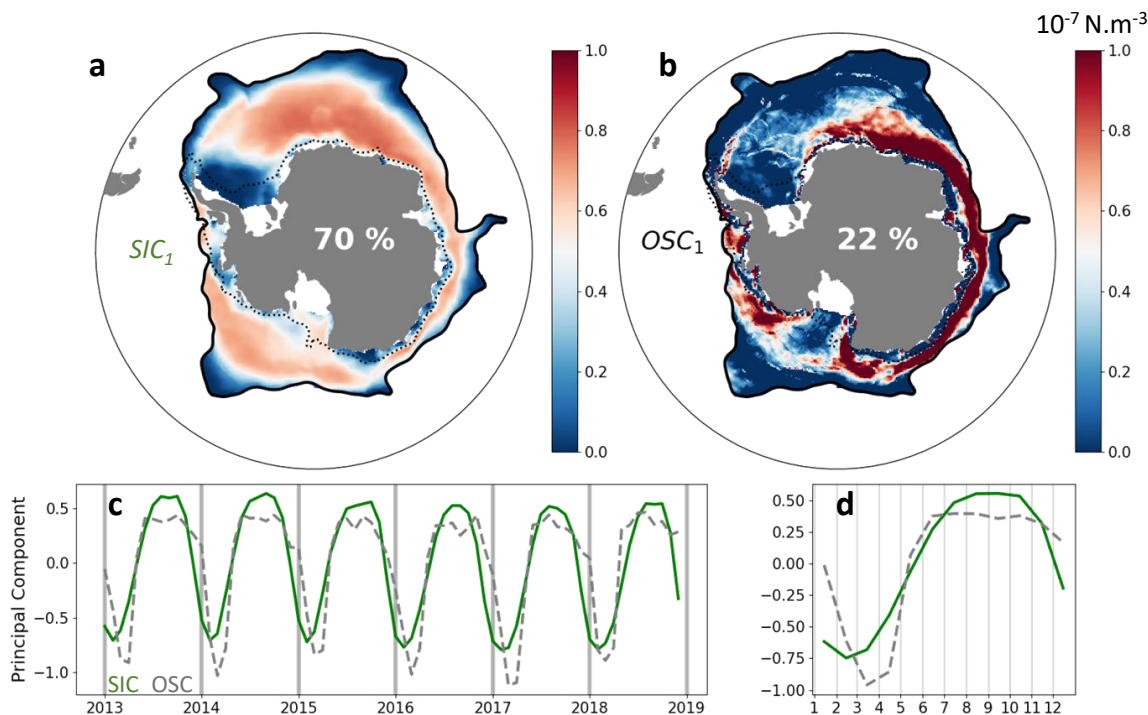 10⁻⁷ N.m⁻³
a
1.0
0.8
0.6
0.4
0.2
0.0
SIC₁
70 %
b
1.0
0.8
0.6
0.4
0.2
0.0
OSC₁
22 %
c
Principal Component
0.5
0.0
−0.5
−1.0
SIC OSC
2013 2014 2015 2016 2017 2018 2019
d
0.50
0.25
0.00
−0.25
−0.50
−0.75
−1.00
1 2 3 4 5 6 7 8 9 10 11 12